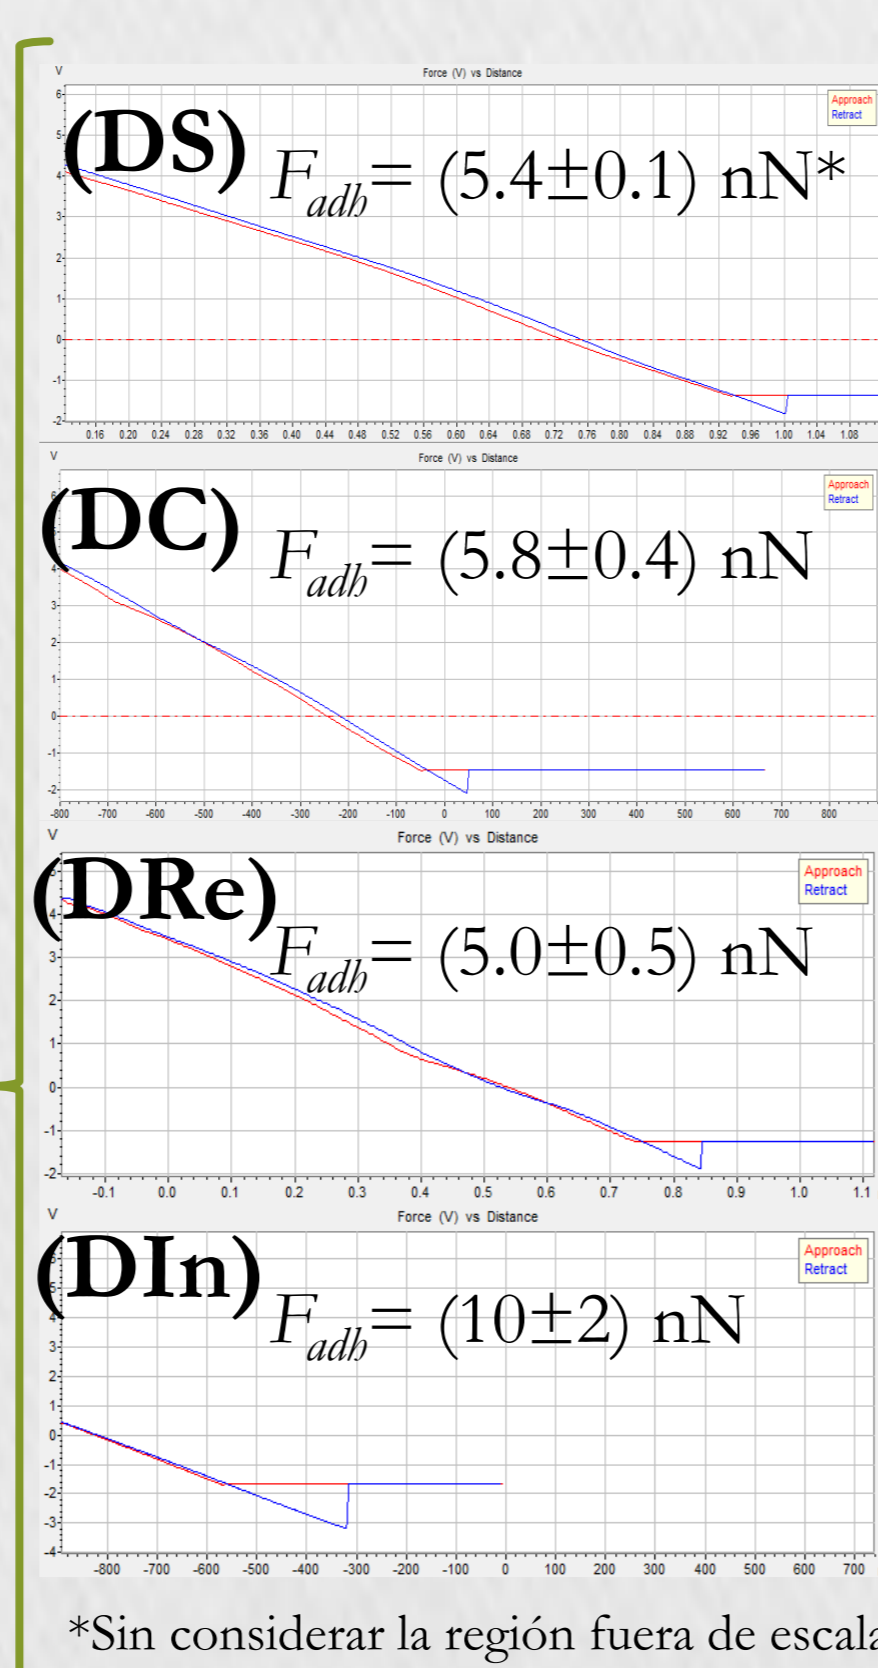 V
Force (V) vs Distance
Approach
Retract
(DS)
F_adh = (5.4±0.1) nN*
6
5
4
3
2
1
0
-1
-2
0.16 0.20 0.24 0.28 0.32 0.36 0.40 0.44 0.48 0.52 0.56 0.60 0.64 0.68 0.72 0.76 0.80 0.84 0.88 0.92 0.96 1.00 1.04 1.08
V
Force (V) vs Distance
Approach
Retract
(DC)
F_adh = (5.8±0.4) nN
4
3
2
1
0
-1
-2
-800 -700 -600 -500 -400 -300 -200 -100 0 100 200 300 400 500 600 700 800
V
Force (V) vs Distance
Approach
Retract
(DRe)
F_adh = (5.0±0.5) nN
4
3
2
1
0
-1
-2
-0.1 0.0 0.1 0.2 0.3 0.4 0.5 0.6 0.7 0.8 0.9 1.0 1.1
V
Force (V) vs Distance
Approach
Retract
(DIn)
F_adh = (10±2) nN
4
3
2
1
0
-1
-2
-3
-4
-800 -700 -600 -500 -400 -300 -200 -100 0 100 200 300 400 500 600 700
*Sin considerar la región fuera de escala